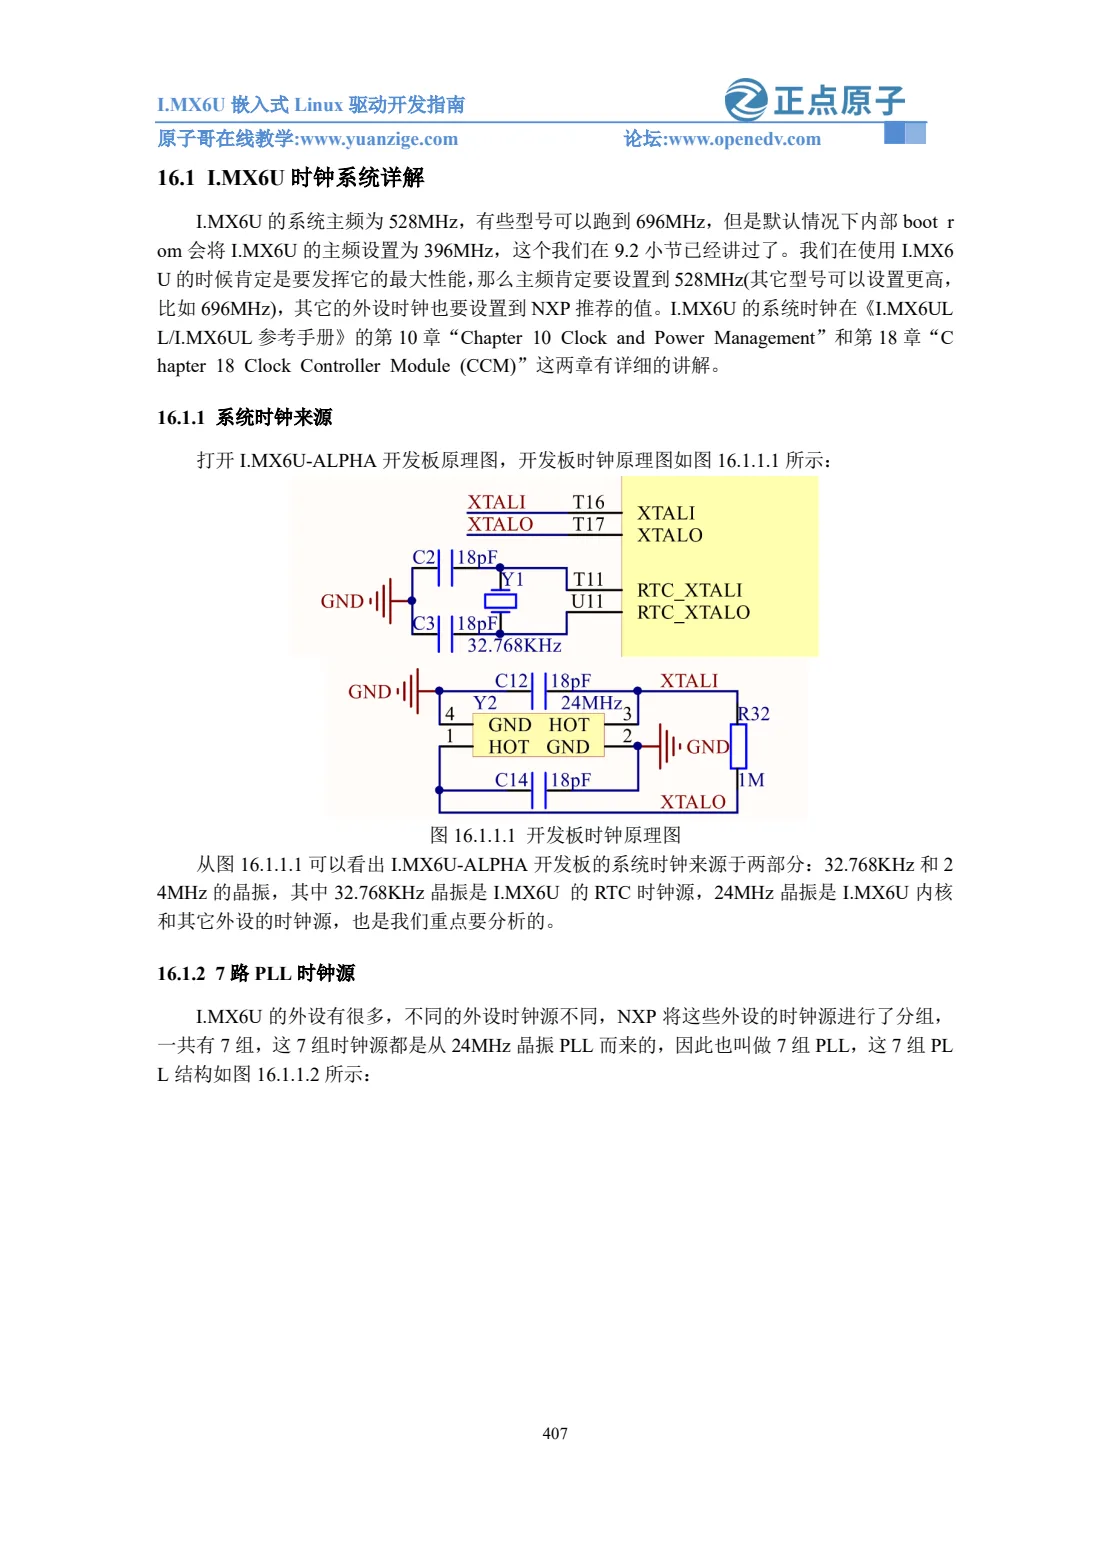 I.MX6U 嵌入式 Linux 驱动开发指南
正点原子
原子哥在线教学:www.yuanzige.com 论坛:www.openedv.com
16.1 I.MX6U 时钟系统详解
I.MX6U 的系统主频为 528MHz，有些型号可以跑到 696MHz，但是默认情况下内部 boot r
om 会将 I.MX6U 的主频设置为 396MHz，这个我们在 9.2 小节已经讲过了。我们在使用 I.MX6
U 的时候肯定是要发挥它的最大性能，那么主频肯定要设置到 528MHz(其它型号可以设置更高，
比如 696MHz)，其它的外设时钟也要设置到 NXP 推荐的值。I.MX6U 的系统时钟在《I.MX6UL
L/I.MX6UL 参考手册》的第 10 章“Chapter 10 Clock and Power Management”和第 18 章“C
hapter 18 Clock Controller Module (CCM)”这两章有详细的讲解。
16.1.1 系统时钟来源
打开 I.MX6U-ALPHA 开发板原理图，开发板时钟原理图如图 16.1.1.1 所示：
XTALI T16 XTALI
XTALO T17 XTALO
C2 18pF
Y1 T11 RTC_XTALI
GND U11 RTC_XTALO
C3 18pF
32.768KHz
GND C12 18pF XTALI
Y2 24MHz
4 GND HOT 3 R32
1 HOT GND 2 GND
C14 18pF 1M
XTALO
图 16.1.1.1 开发板时钟原理图
从图 16.1.1.1 可以看出 I.MX6U-ALPHA 开发板的系统时钟来源于两部分：32.768KHz 和 2
4MHz 的晶振，其中 32.768KHz 晶振是 I.MX6U 的 RTC 时钟源，24MHz 晶振是 I.MX6U 内核
和其它外设的时钟源，也是我们重点要分析的。
16.1.2 7 路 PLL 时钟源
I.MX6U 的外设有很多，不同的外设时钟源不同，NXP 将这些外设的时钟源进行了分组，
一共有 7 组，这 7 组时钟源都是从 24MHz 晶振 PLL 而来的，因此也叫做 7 组 PLL，这 7 组 PL
L 结构如图 16.1.1.2 所示：
407